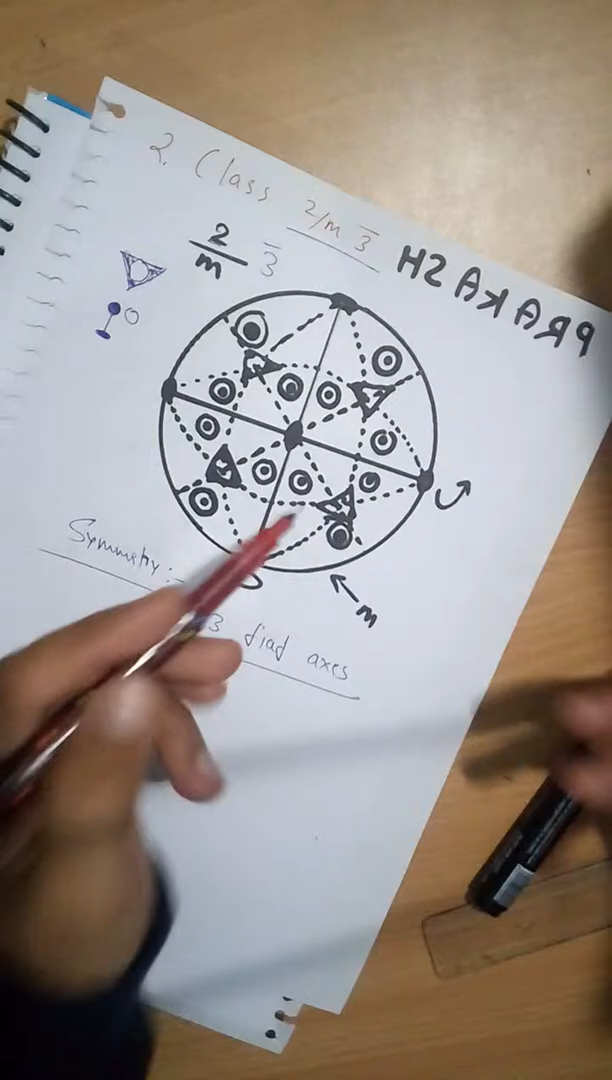 2. Class 2/m 3̅
PRAKASH
2/m 3̅
m
Symmetry:-
3 diad axes